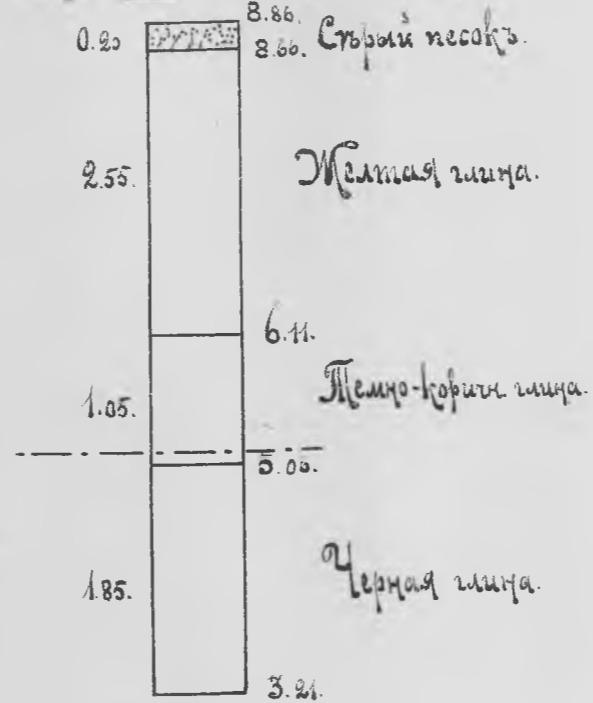 8.86.
0.20
8.66. Сѣрый песокъ.
2.55. Желтая глина.
6.11.
1.05. Темно-коричн глина.
5.06.
1.85. Черная глина.
3.21.